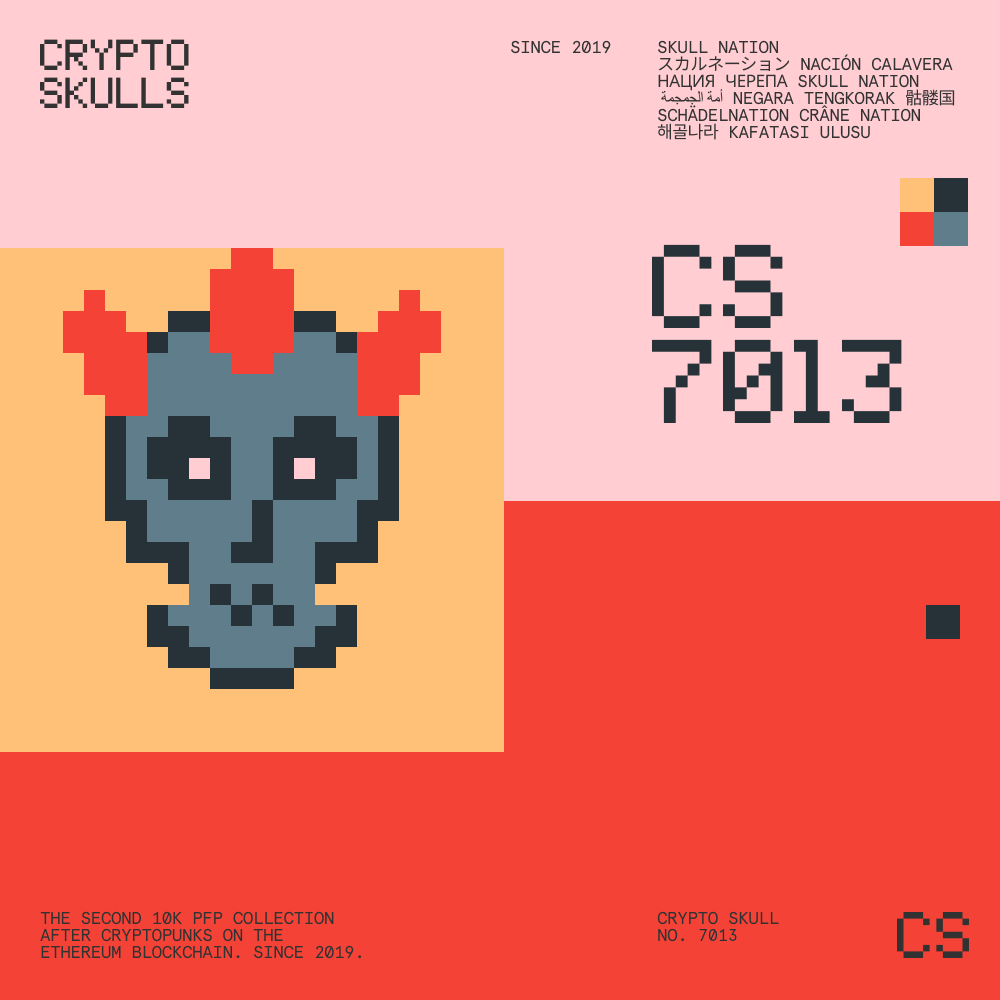 CRYPTO
SKULLS
SINCE 2019
SKULL NATION
スカルネーション NACIÓN CALAVERA
НАЦИЯ ЧЕРЕПА SKULL NATION
أمة الجمجمة NEGARA TENGKORAK 骷髅国
SCHÄDELNATION CRÂNE NATION
해골나라 KAFATASI ULUSU
CS
7013
THE SECOND 10K PFP COLLECTION
AFTER CRYPTOPUNKS ON THE
ETHEREUM BLOCKCHAIN. SINCE 2019.
CRYPTO SKULL
NO. 7013
CS